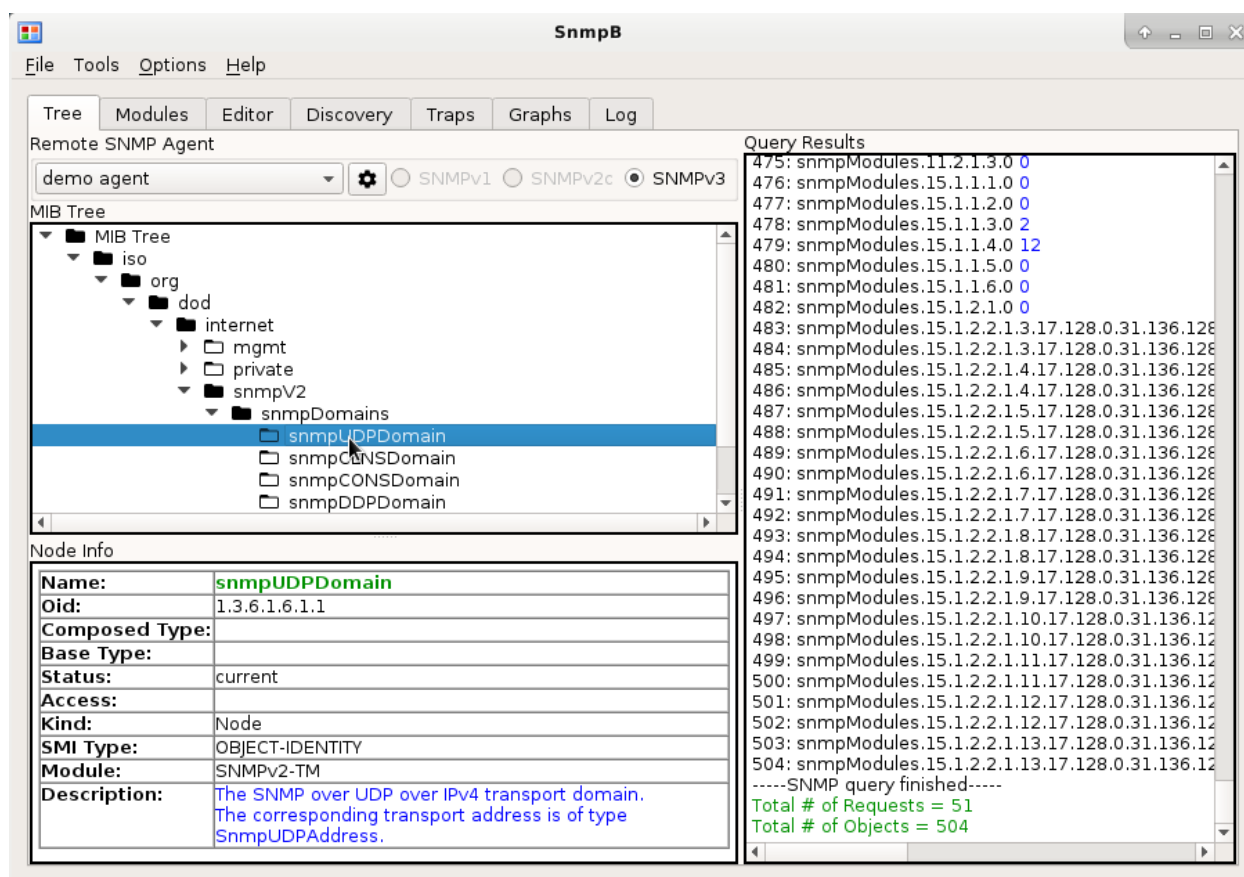 SnmpB
File Tools Options Help
Tree Modules Editor Discovery Traps Graphs Log
Remote SNMP Agent
demo agent SNMPv1 SNMPv2c SNMPv3
MIB Tree
MIB Tree
iso
org
dod
internet
mgmt
private
snmpV2
snmpDomains
snmpUDPDomain
snmpCLNSDomain
snmpCONSDomain
snmpDDPDomain
Node Info
Name: snmpUDPDomain
Oid: 1.3.6.1.6.1.1
Composed Type:
Base Type:
Status: current
Access:
Kind: Node
SMI Type: OBJECT-IDENTITY
Module: SNMPv2-TM
Description: The SNMP over UDP over IPv4 transport domain.
The corresponding transport address is of type
SnmpUDPAddress.
Query Results
475: snmpModules.11.2.1.3.0 0
476: snmpModules.15.1.1.1.0 0
477: snmpModules.15.1.1.2.0 0
478: snmpModules.15.1.1.3.0 2
479: snmpModules.15.1.1.4.0 12
480: snmpModules.15.1.1.5.0 0
481: snmpModules.15.1.1.6.0 0
482: snmpModules.15.1.2.1.0 0
483: snmpModules.15.1.2.2.1.3.17.128.0.31.136.128
484: snmpModules.15.1.2.2.1.3.17.128.0.31.136.128
485: snmpModules.15.1.2.2.1.4.17.128.0.31.136.128
486: snmpModules.15.1.2.2.1.4.17.128.0.31.136.128
487: snmpModules.15.1.2.2.1.5.17.128.0.31.136.128
488: snmpModules.15.1.2.2.1.5.17.128.0.31.136.128
489: snmpModules.15.1.2.2.1.6.17.128.0.31.136.128
490: snmpModules.15.1.2.2.1.6.17.128.0.31.136.128
491: snmpModules.15.1.2.2.1.7.17.128.0.31.136.128
492: snmpModules.15.1.2.2.1.7.17.128.0.31.136.128
493: snmpModules.15.1.2.2.1.8.17.128.0.31.136.128
494: snmpModules.15.1.2.2.1.8.17.128.0.31.136.128
495: snmpModules.15.1.2.2.1.9.17.128.0.31.136.128
496: snmpModules.15.1.2.2.1.9.17.128.0.31.136.128
497: snmpModules.15.1.2.2.1.10.17.128.0.31.136.12
498: snmpModules.15.1.2.2.1.10.17.128.0.31.136.12
499: snmpModules.15.1.2.2.1.11.17.128.0.31.136.12
500: snmpModules.15.1.2.2.1.11.17.128.0.31.136.12
501: snmpModules.15.1.2.2.1.12.17.128.0.31.136.12
502: snmpModules.15.1.2.2.1.12.17.128.0.31.136.12
503: snmpModules.15.1.2.2.1.13.17.128.0.31.136.12
504: snmpModules.15.1.2.2.1.13.17.128.0.31.136.12
-----SNMP query finished-----
Total # of Requests = 51
Total # of Objects = 504